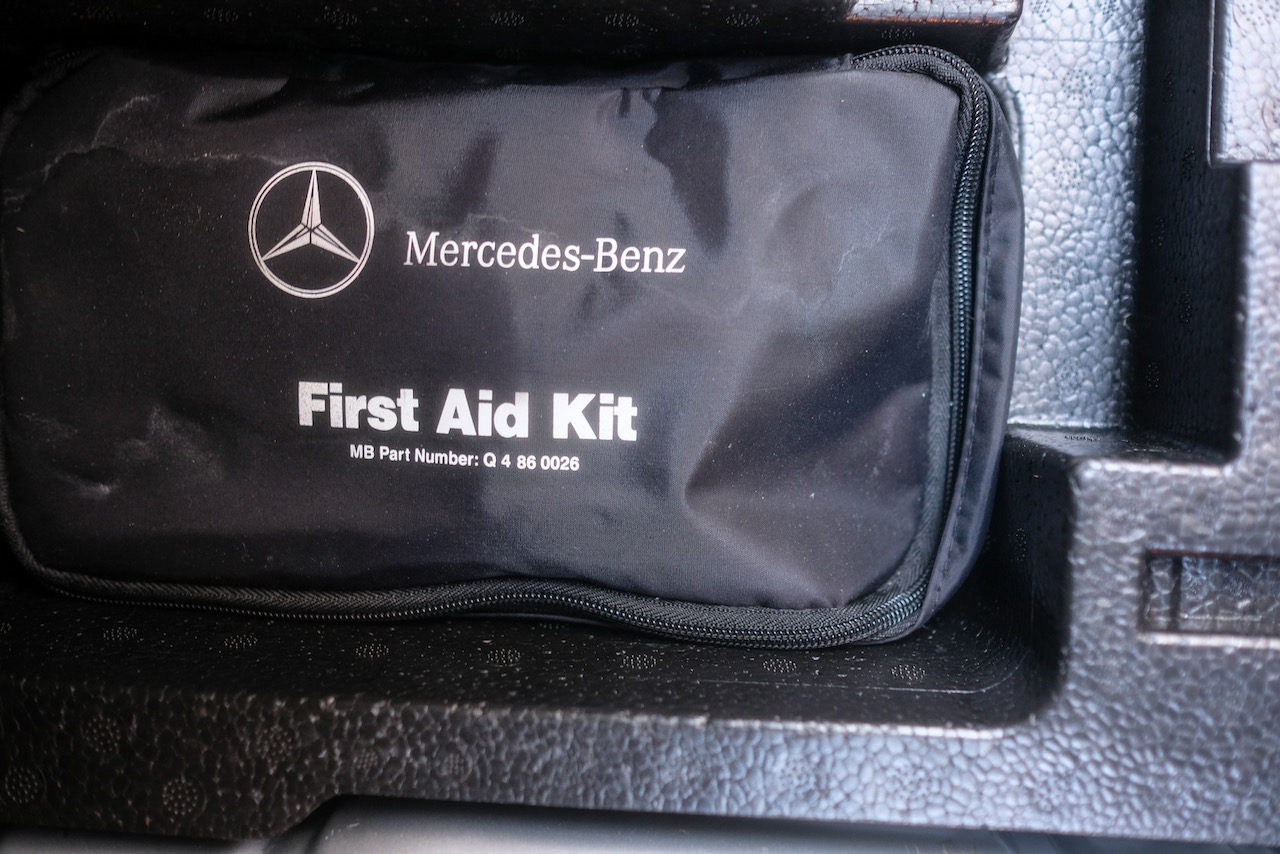 Mercedes-Benz
First Aid Kit
MB Part Number: Q 4 86 0026